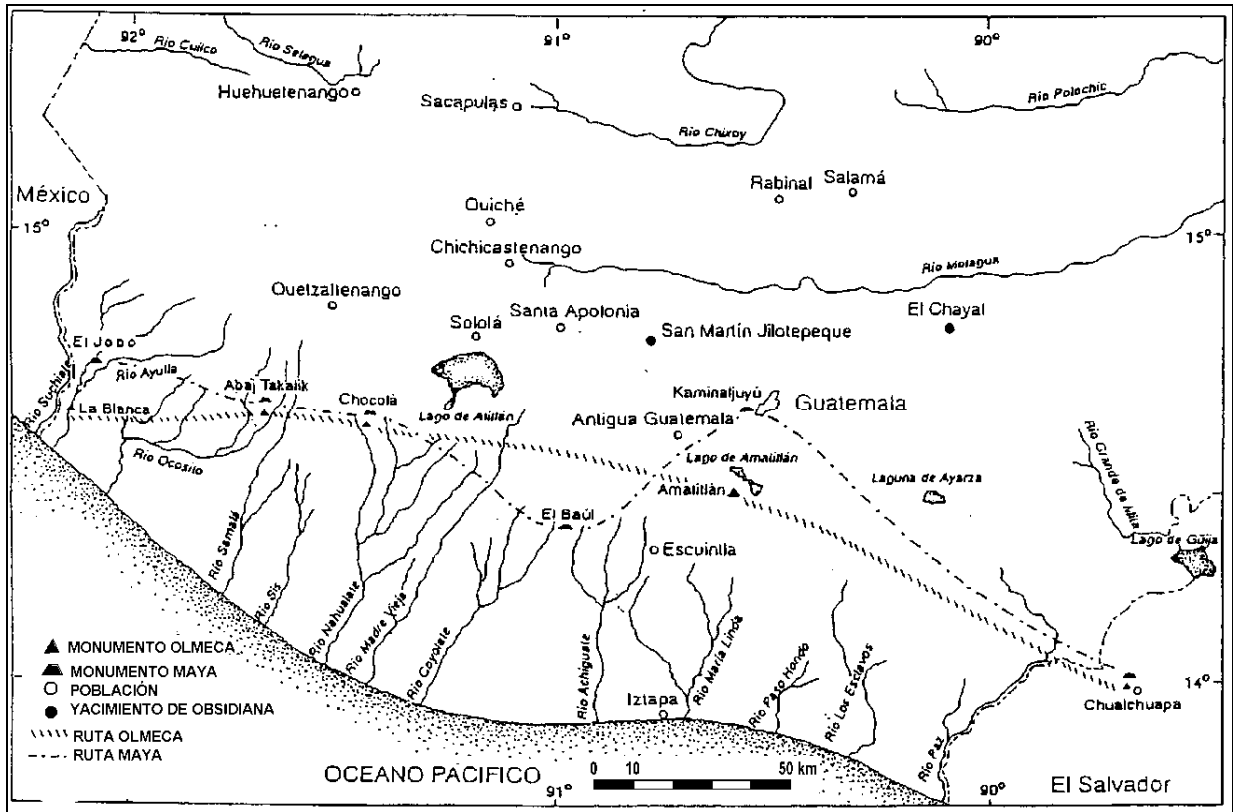 92°
91°
90°
Río Cuilco
Río Selegua
Huehuetenango
Sacapulas
Río Chixoy
Río Polochic
México
Rabinal
Salamá
15°
15°
Quiché
Chichicastenango
Río Motagua
Quetzaltenango
Santa Apolonia
El Chayal
Sololá
San Martín Jilotepeque
El Jobo
Río Ayutla
Río Suchiate
Abaj Takalik
Kaminaljuyú
La Blanca
Chocolá
Lago de Atitlán
Guatemala
Antigua Guatemala
Río Ocosito
Lago de Amatitlán
Laguna de Ayarza
Amatitlán
Río Grande de Mita
El Baúl
Lago de Guija
Escuintla
Río Samalá
Río Sis
Río Nahualate
Río Madre Vieja
Río Coyolate
Río Achiguate
Río María Linda
Río Paso Hondo
Río Los Esclavos
Río Paz
MONUMENTO OLMECA
MONUMENTO MAYA
POBLACIÓN
YACIMIENTO DE OBSIDIANA
RUTA OLMECA
RUTA MAYA
Iztapa
14°
Chualchuapa
OCEANO PACIFICO
0 10 50 km
El Salvador
91°
90°